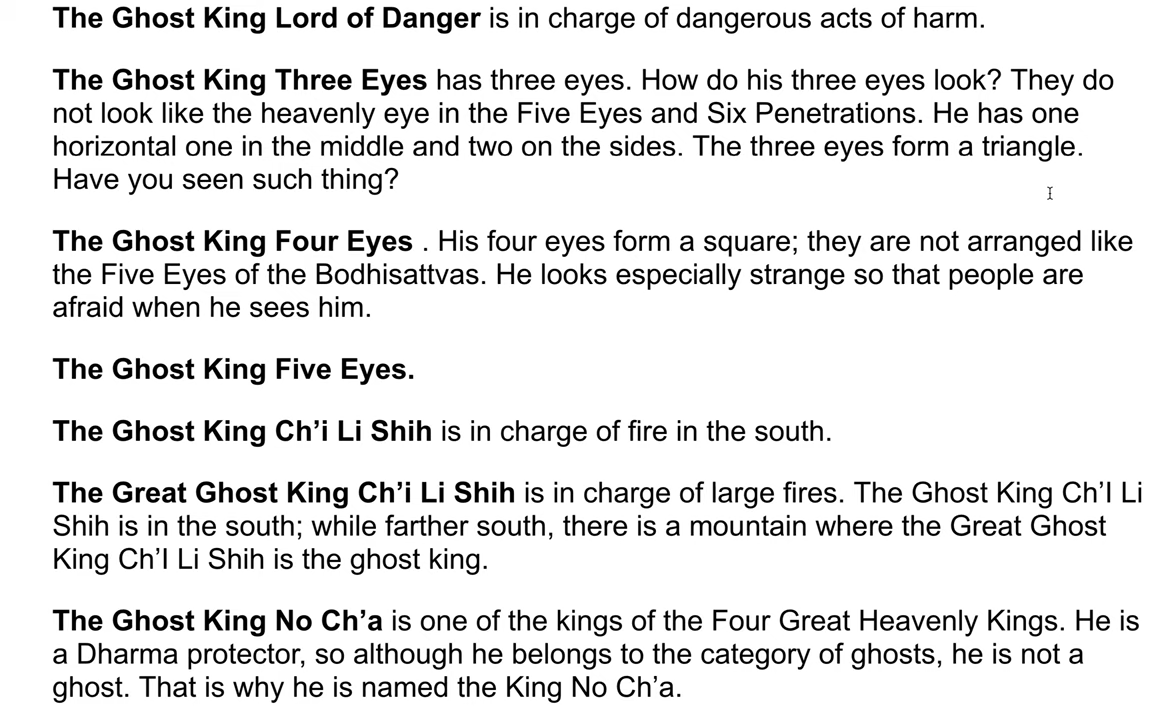 The Ghost King Lord of Danger is in charge of dangerous acts of harm.
The Ghost King Three Eyes has three eyes. How do his three eyes look? They do
not look like the heavenly eye in the Five Eyes and Six Penetrations. He has one
horizontal one in the middle and two on the sides. The three eyes form a triangle.
Have you seen such thing?
The Ghost King Four Eyes . His four eyes form a square; they are not arranged like
the Five Eyes of the Bodhisattvas. He looks especially strange so that people are
afraid when he sees him.
The Ghost King Five Eyes.
The Ghost King Ch’i Li Shih is in charge of fire in the south.
The Great Ghost King Ch’i Li Shih is in charge of large fires. The Ghost King Ch’I Li
Shih is in the south; while farther south, there is a mountain where the Great Ghost
King Ch’I Li Shih is the ghost king.
The Ghost King No Ch’a is one of the kings of the Four Great Heavenly Kings. He is
a Dharma protector, so although he belongs to the category of ghosts, he is not a
ghost. That is why he is named the King No Ch’a.